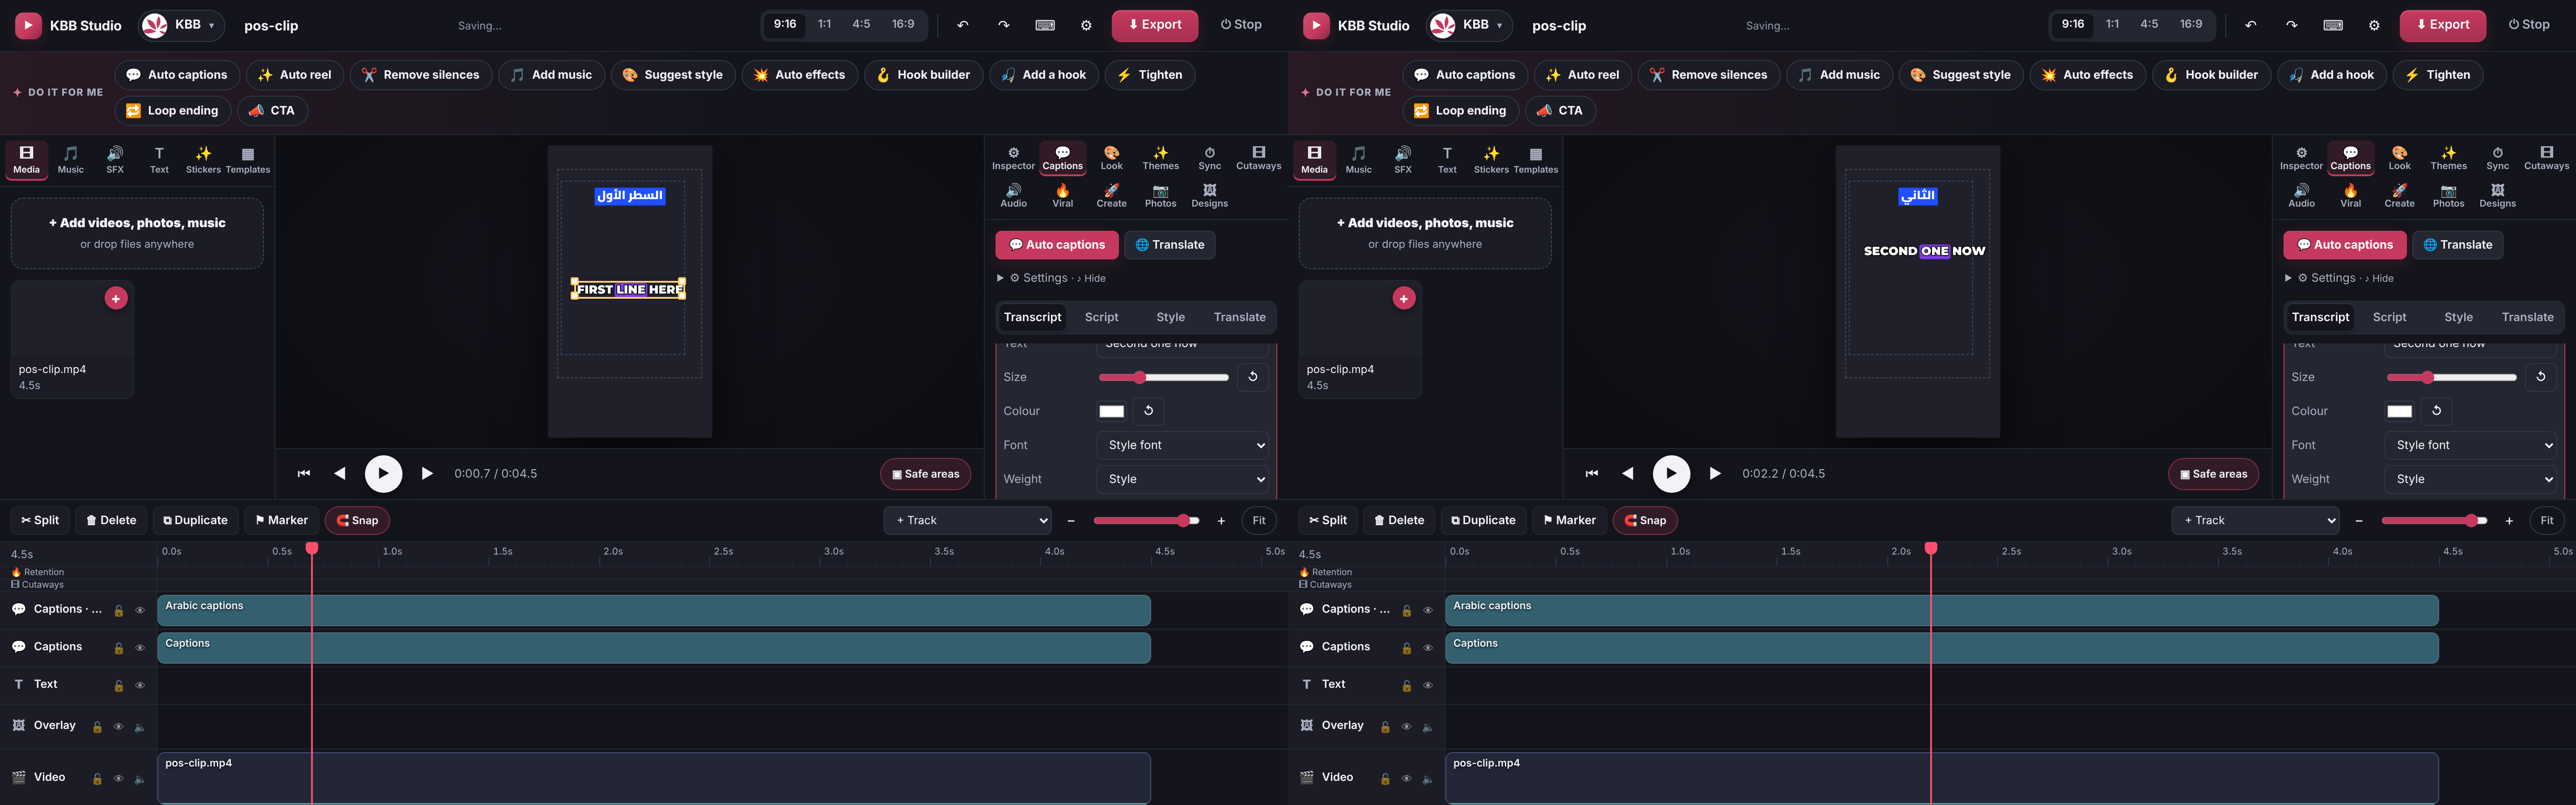 KBB Studio
KBB
pos-clip
Saving...
9:16 1:1 4:5 16:9
Export
Stop
DO IT FOR ME
Auto captions
Auto reel
Remove silences
Add music
Suggest style
Auto effects
Hook builder
Add a hook
Tighten
Loop ending
CTA
Media
Music
SFX
Text
Stickers
Templates
+ Add videos, photos, music
or drop files anywhere
pos-clip.mp4
4.5s
السطر الأول
FIRST LINE HERE
0:00.7 / 0:04.5
Safe areas
Inspector
Captions
Look
Themes
Sync
Cutaways
Audio
Viral
Create
Photos
Designs
Auto captions
Translate
Settings · ♪ Hide
Transcript
Script
Style
Translate
Text Second one now
Size
Colour
Font Style font
Weight Style
Split
Delete
Duplicate
Marker
Snap
+ Track
− + Fit
4.5s
0.0s 0.5s 1.0s 1.5s 2.0s 2.5s 3.0s 3.5s 4.0s 4.5s 5.0s
Retention
Cutaways
Captions · ...
Arabic captions
Captions
Captions
Text
Overlay
Video
pos-clip.mp4
KBB Studio
KBB
pos-clip
Saving...
9:16 1:1 4:5 16:9
Export
Stop
DO IT FOR ME
Auto captions
Auto reel
Remove silences
Add music
Suggest style
Auto effects
Hook builder
Add a hook
Tighten
Loop ending
CTA
Media
Music
SFX
Text
Stickers
Templates
+ Add videos, photos, music
or drop files anywhere
pos-clip.mp4
4.5s
الثاني
SECOND ONE NOW
0:02.2 / 0:04.5
Safe areas
Inspector
Captions
Look
Themes
Sync
Cutaways
Audio
Viral
Create
Photos
Designs
Auto captions
Translate
Settings · ♪ Hide
Transcript
Script
Style
Translate
Text Second one now
Size
Colour
Font Style font
Weight Style
Split
Delete
Duplicate
Marker
Snap
+ Track
− + Fit
4.5s
0.0s 0.5s 1.0s 1.5s 2.0s 2.5s 3.0s 3.5s 4.0s 4.5s 5.0s
Retention
Cutaways
Captions · ...
Arabic captions
Captions
Captions
Text
Overlay
Video
pos-clip.mp4